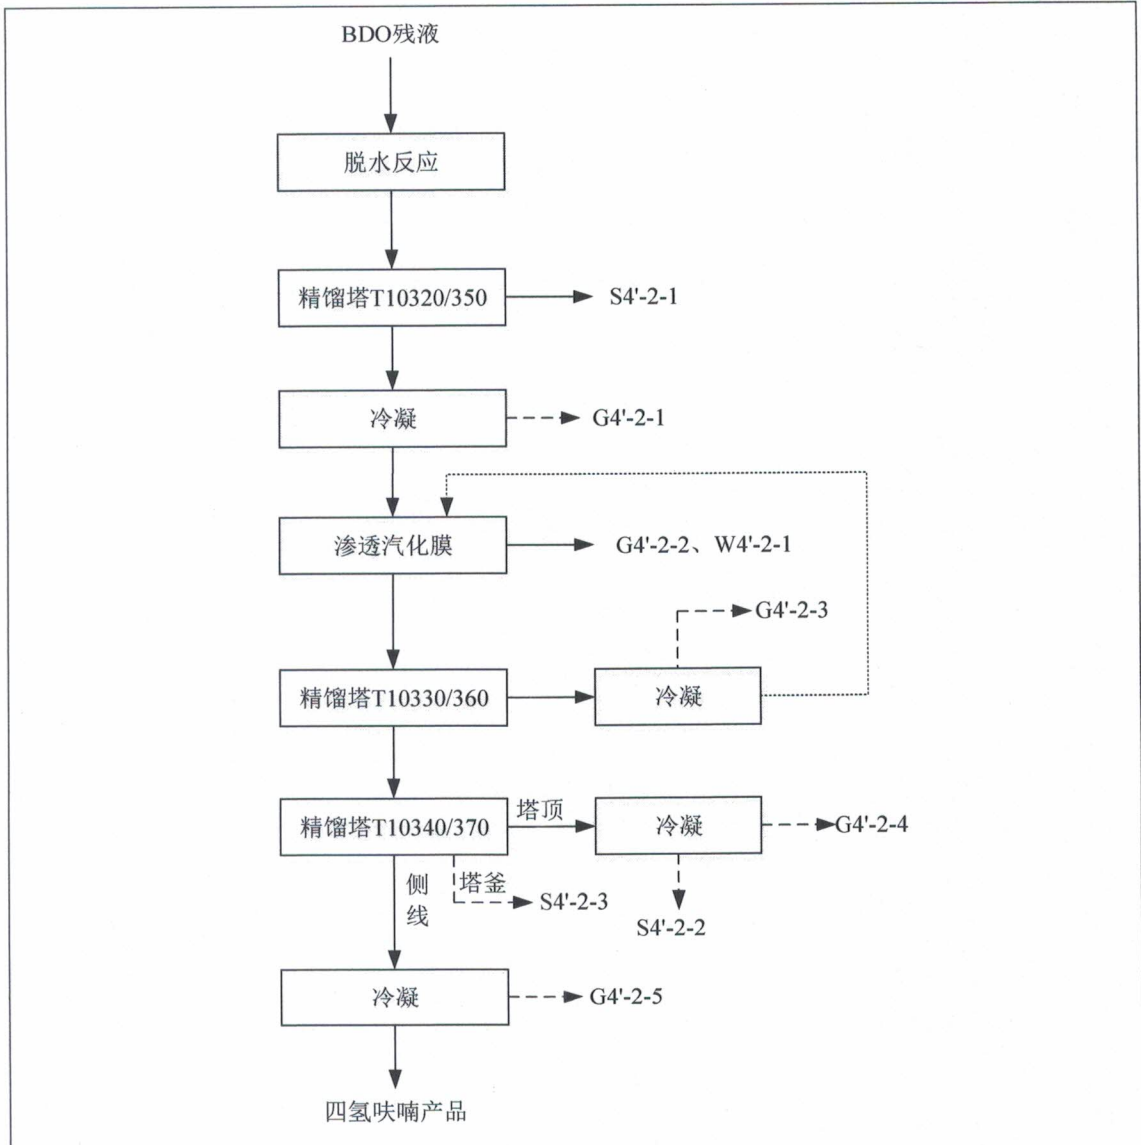 BDO残液
脱水反应
精馏塔T10320/350
S4'-2-1
冷凝
G4'-2-1
渗透汽化膜
G4'-2-2、W4'-2-1
G4'-2-3
精馏塔T10330/360
冷凝
精馏塔T10340/370
塔顶
冷凝
G4'-2-4
侧线
塔釜
S4'-2-3
S4'-2-2
冷凝
G4'-2-5
四氢呋喃产品